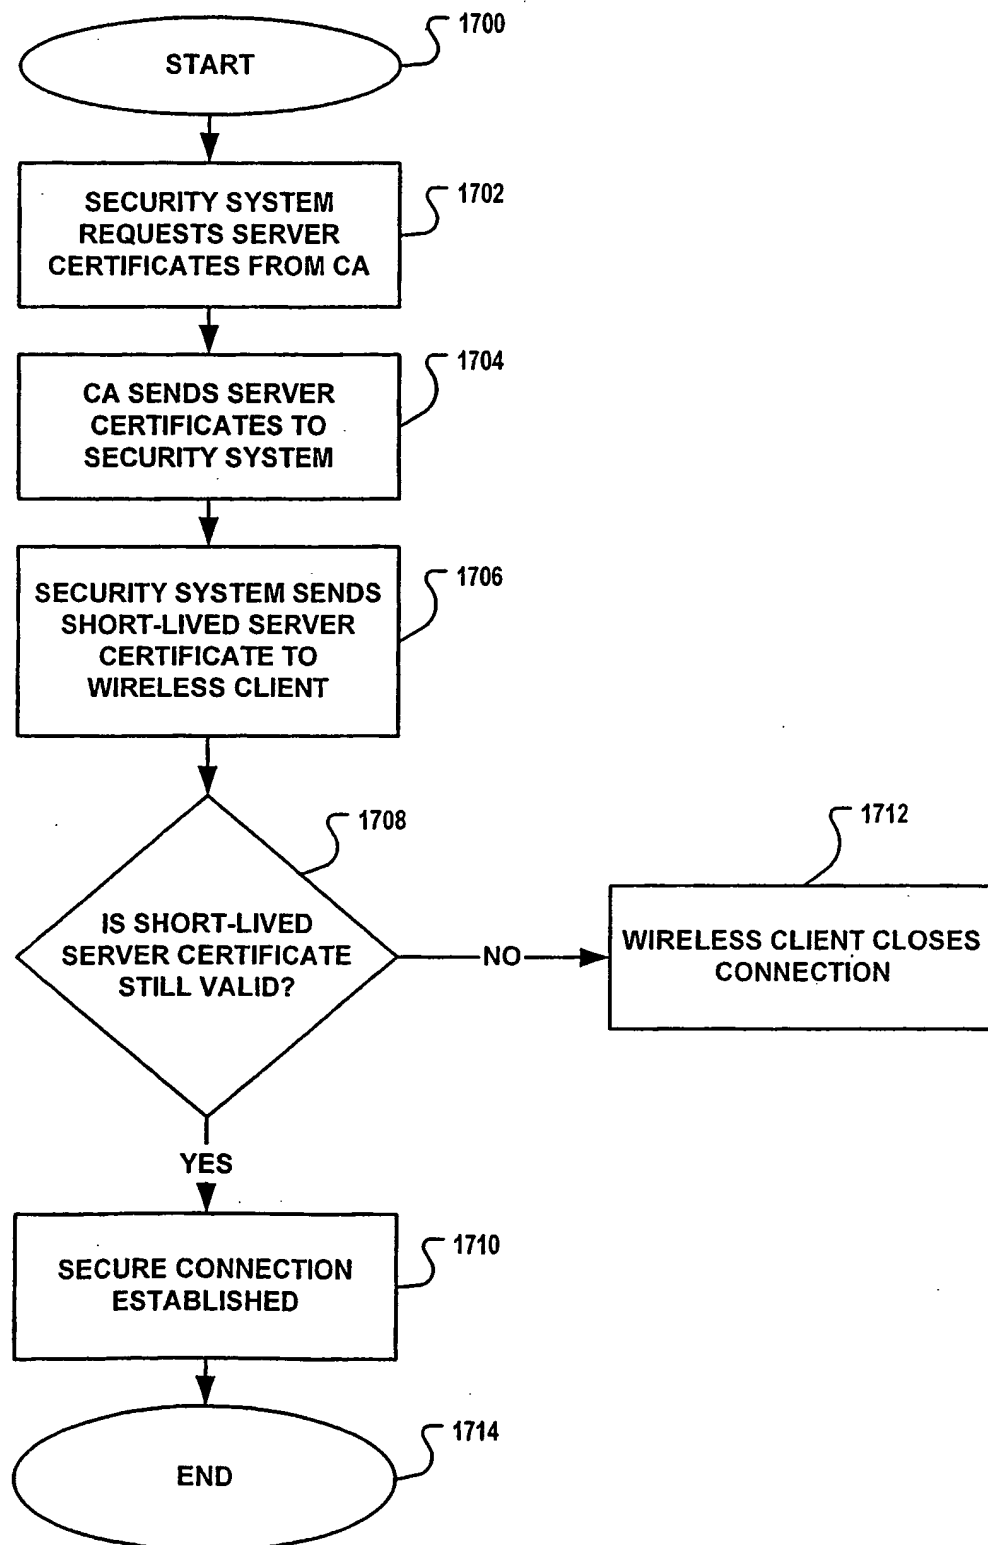 1700
START
1702
SECURITY SYSTEM
REQUESTS SERVER
CERTIFICATES FROM CA
1704
CA SENDS SERVER
CERTIFICATES TO
SECURITY SYSTEM
1706
SECURITY SYSTEM SENDS
SHORT-LIVED SERVER
CERTIFICATE TO
WIRELESS CLIENT
1708
IS SHORT-LIVED
SERVER CERTIFICATE
STILL VALID?
NO
1712
WIRELESS CLIENT CLOSES
CONNECTION
YES
1710
SECURE CONNECTION
ESTABLISHED
1714
END